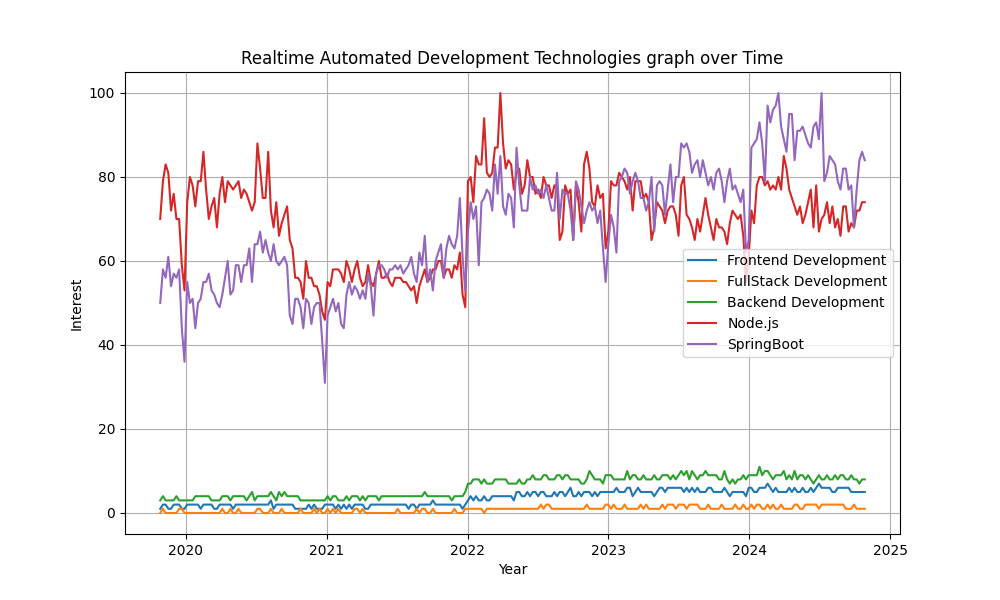 Realtime Automated Development Technologies graph over Time
Interest
100
80
60
40
20
0
Frontend Development
FullStack Development
Backend Development
Node.js
SpringBoot
2020
2021
2022
2023
2024
2025
Year